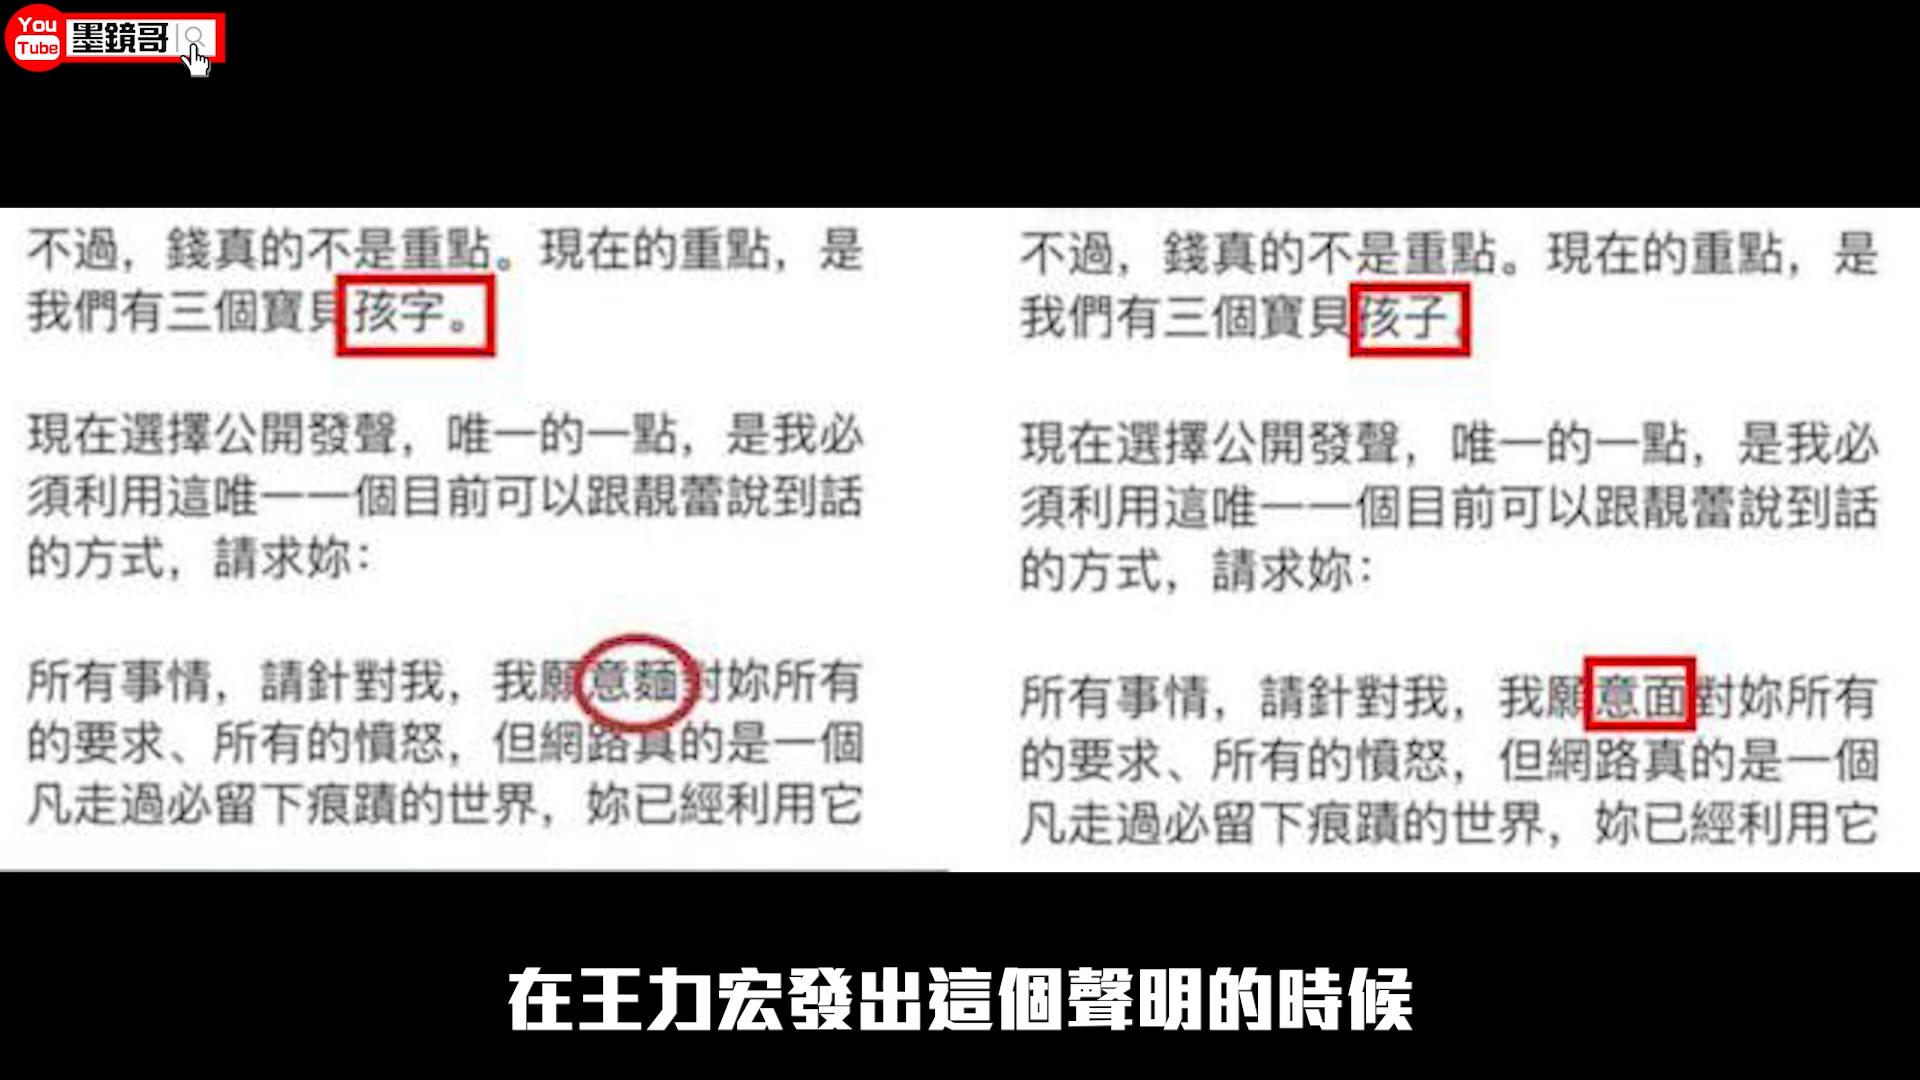 You
Tube
墨鏡哥
不過，錢真的不是重點。現在的重點，是
我們有三個寶貝孩字。
現在選擇公開發聲，唯一的一點，是我必
須利用這唯一一個目前可以跟靚蕾說到話
的方式，請求妳：
所有事情，請針對我，我願意麵對妳所有
的要求、所有的憤怒，但網路真的是一個
凡走過必留下痕蹟的世界，妳已經利用它
不過，錢真的不是重點。現在的重點，是
我們有三個寶貝孩子。
現在選擇公開發聲，唯一的一點，是我必
須利用這唯一一個目前可以跟靚蕾說到話
的方式，請求妳：
所有事情，請針對我，我願意面對妳所有
的要求、所有的憤怒，但網路真的是一個
凡走過必留下痕蹟的世界，妳已經利用它
在王力宏發出這個聲明的時候